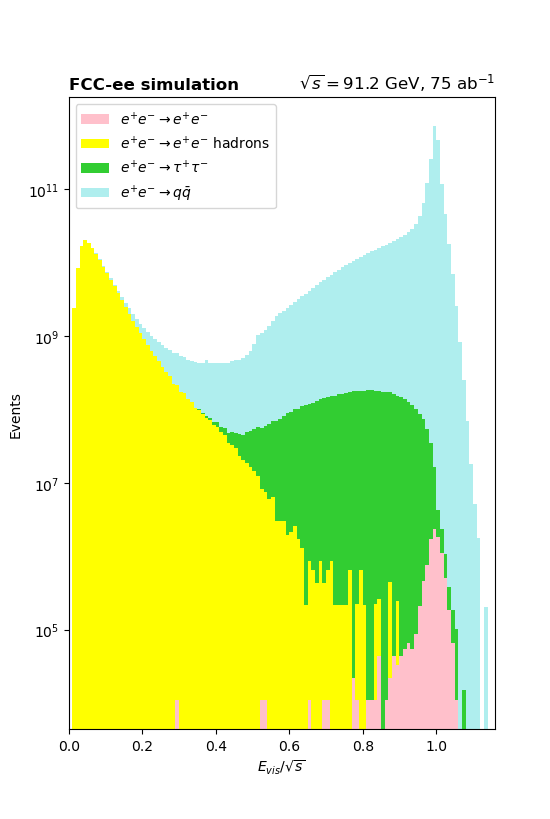 FCC-ee simulation √s = 91.2 GeV, 75 ab⁻¹
e⁺e⁻ → e⁺e⁻
e⁺e⁻ → e⁺e⁻ hadrons
e⁺e⁻ → τ⁺τ⁻
e⁺e⁻ → qq̄
10¹¹
10⁹
10⁷
10⁵
Events
0.0 0.2 0.4 0.6 0.8 1.0
E_vis/√s